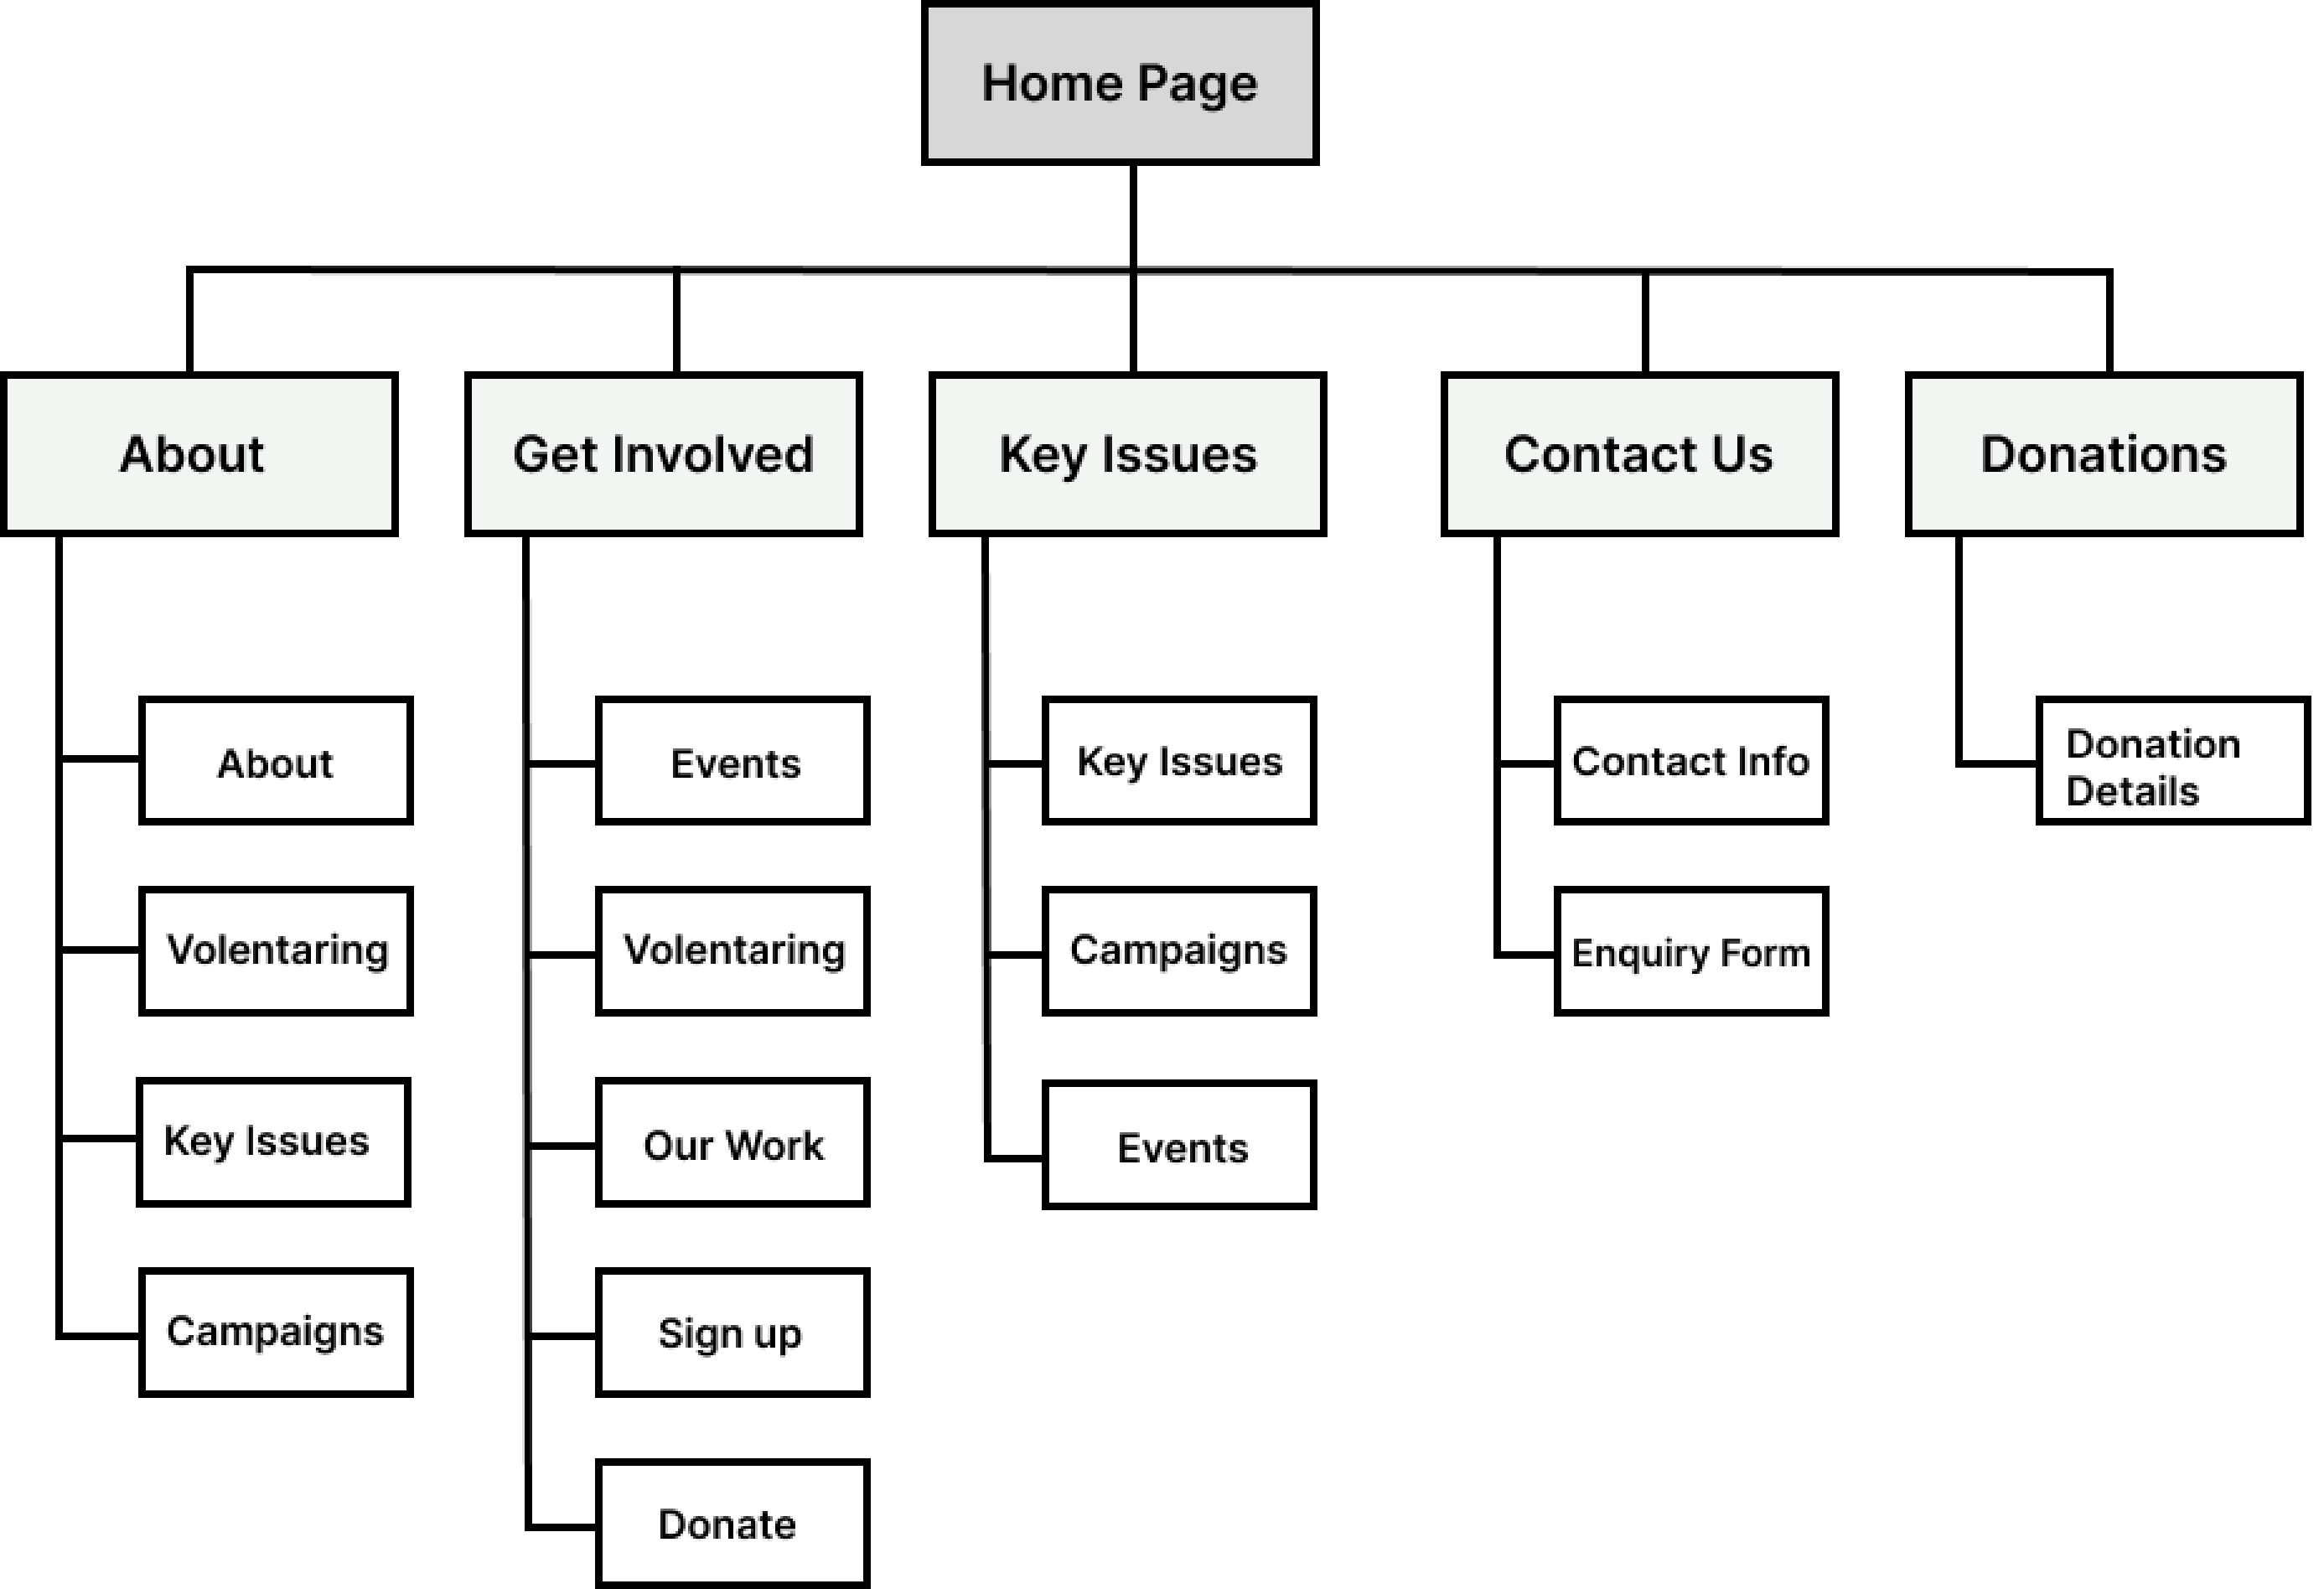 Home Page
About
Get Involved
Key Issues
Contact Us
Donations
About
Volentaring
Key Issues
Campaigns
Events
Volentaring
Our Work
Sign up
Donate
Key Issues
Campaigns
Events
Contact Info
Enquiry Form
Donation
Details